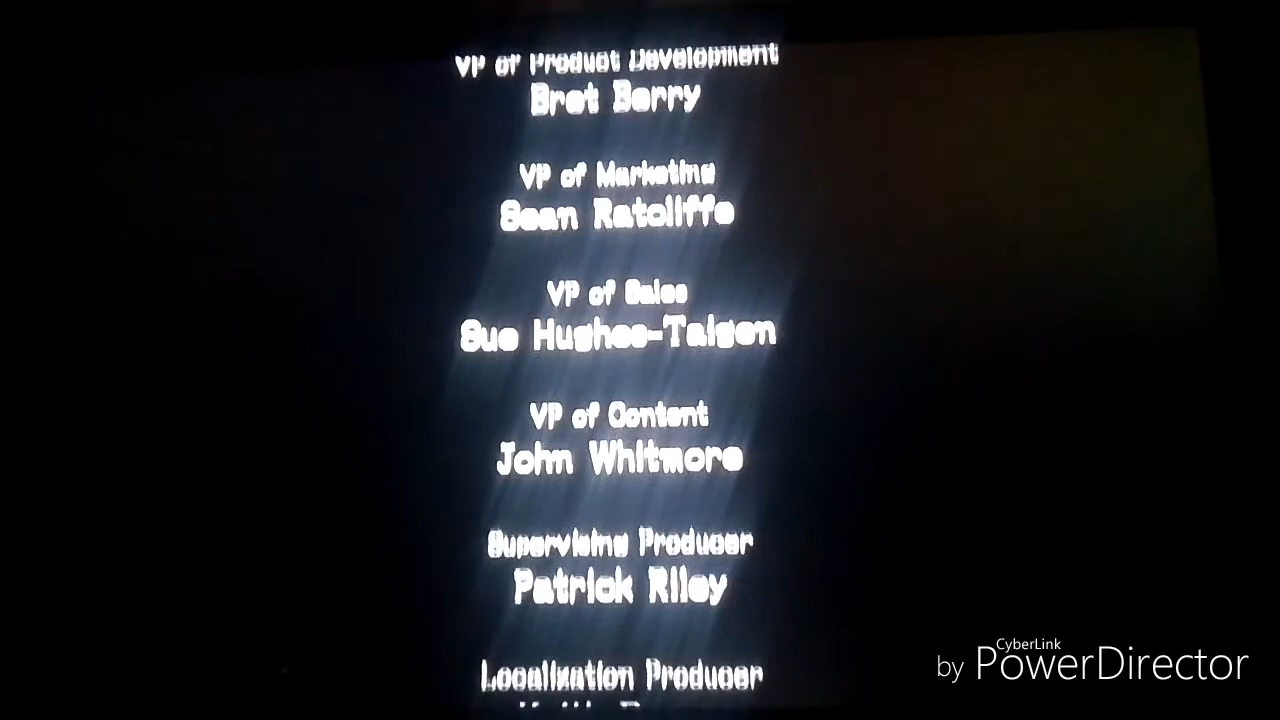 VP of Product Development
Bret Berry
VP of Marketing
Sean Ratcliffe
VP of Sales
Sue Hughes-Taigen
VP of Content
John Whitmore
Supervising Producer
Patrick Riley
Localization Producer
CyberLink
by PowerDirector